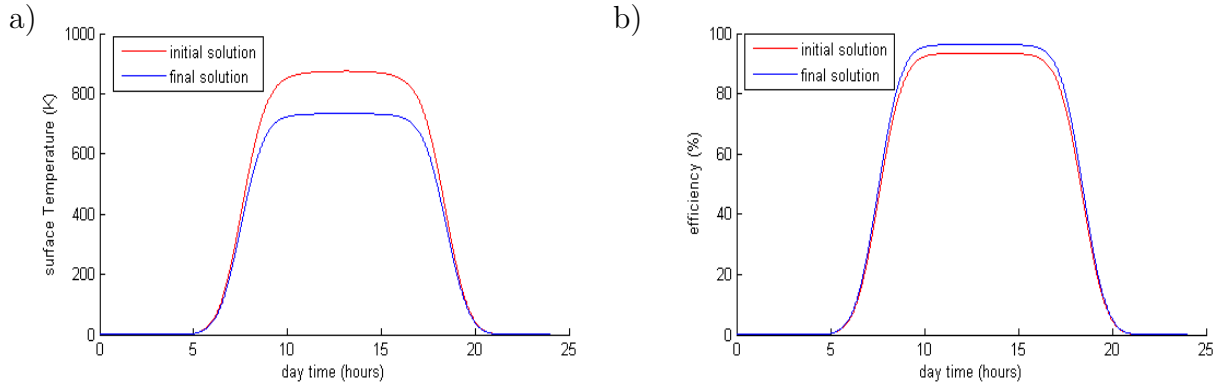 a)
1000
800
600
400
200
0
surface Temperature (K)
initial solution
final solution
0 5 10 15 20 25
day time (hours)
b)
100
80
60
40
20
0
efficiency (%)
initial solution
final solution
0 5 10 15 20 25
day time (hours)